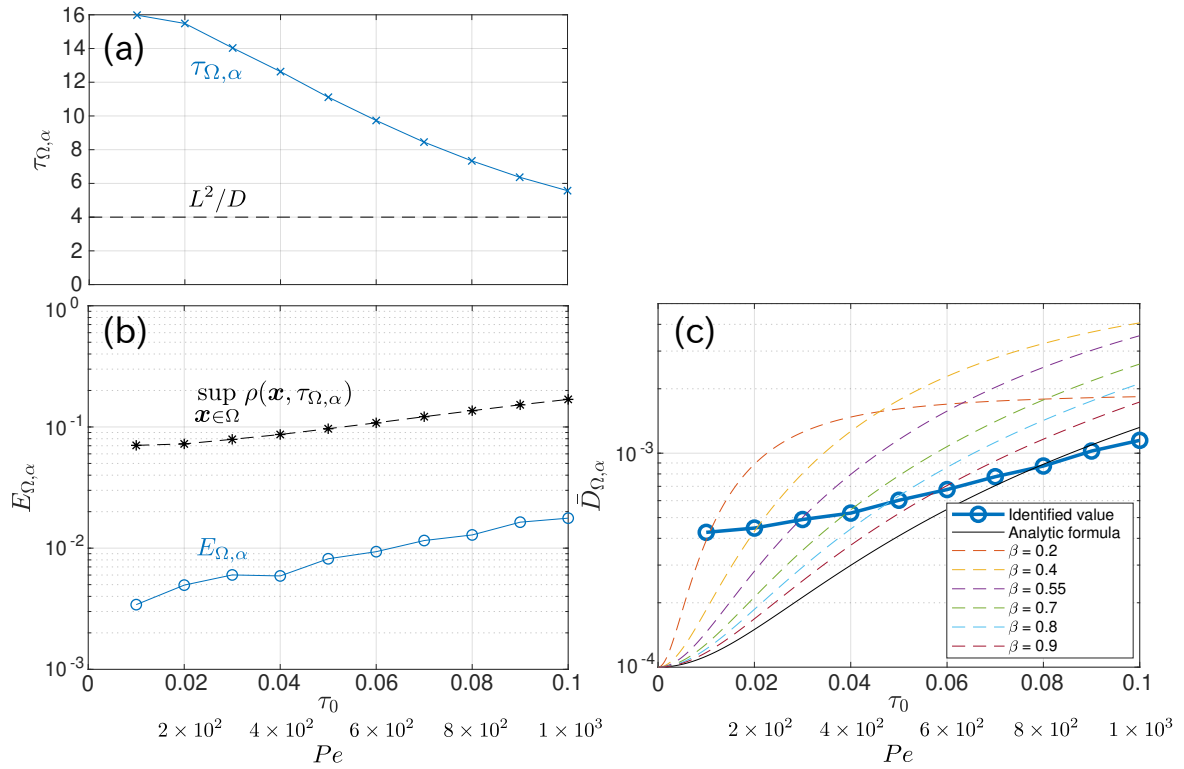 (a)
16
14
12
10
8
6
4
2
0
τΩ,α
τΩ,α
L²/D
(b)
10⁰
10⁻¹
10⁻²
10⁻³
EΩ,α
sup ρ(x, τΩ,α)
x∈Ω
EΩ,α
0 0.02 0.04 0.06 0.08 0.1
τ₀
2 × 10² 4 × 10² 6 × 10² 8 × 10² 1 × 10³
Pe
(c)
10⁻³
10⁻⁴
D̄Ω,α
Identified value
Analytic formula
β = 0.2
β = 0.4
β = 0.55
β = 0.7
β = 0.8
β = 0.9
0 0.02 0.04 0.06 0.08 0.1
τ₀
2 × 10² 4 × 10² 6 × 10² 8 × 10² 1 × 10³
Pe